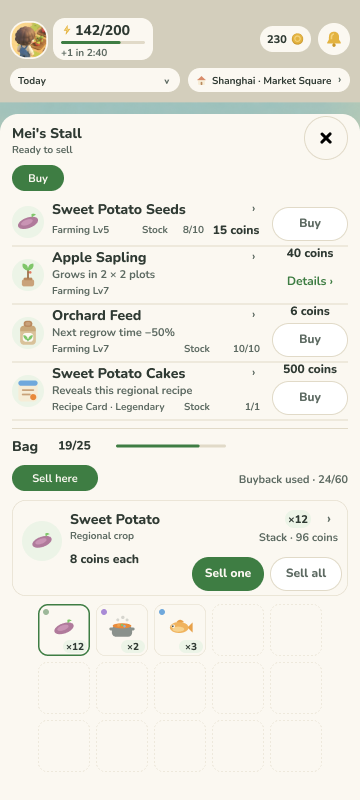 142/200
+1 in 2:40
230
Today
Shanghai · Market Square
Mei's Stall
Ready to sell
Buy
Sweet Potato Seeds
Farming Lv5 Stock 8/10 15 coins
Buy
Apple Sapling
40 coins
Grows in 2 × 2 plots
Details
Farming Lv7
Orchard Feed
6 coins
Next regrow time −50%
Buy
Farming Lv7 Stock 10/10
Sweet Potato Cakes
500 coins
Reveals this regional recipe
Buy
Recipe Card · Legendary Stock 1/1
Bag 19/25
Sell here
Buyback used · 24/60
Sweet Potato ×12
Regional crop
Stack · 96 coins
8 coins each
Sell one
Sell all
×12 ×2 ×3